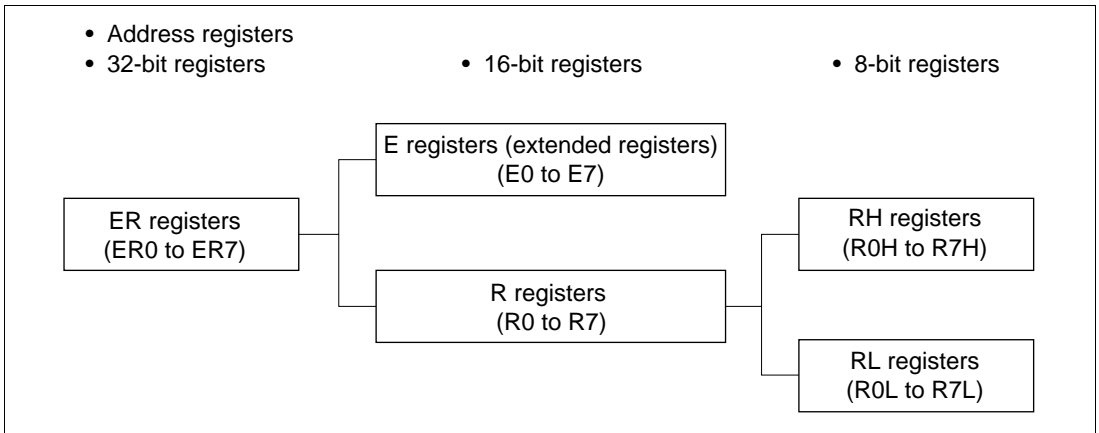 • Address registers
• 32-bit registers
• 16-bit registers
• 8-bit registers
E registers (extended registers)
(E0 to E7)
ER registers
(ER0 to ER7)
RH registers
(R0H to R7H)
R registers
(R0 to R7)
RL registers
(R0L to R7L)